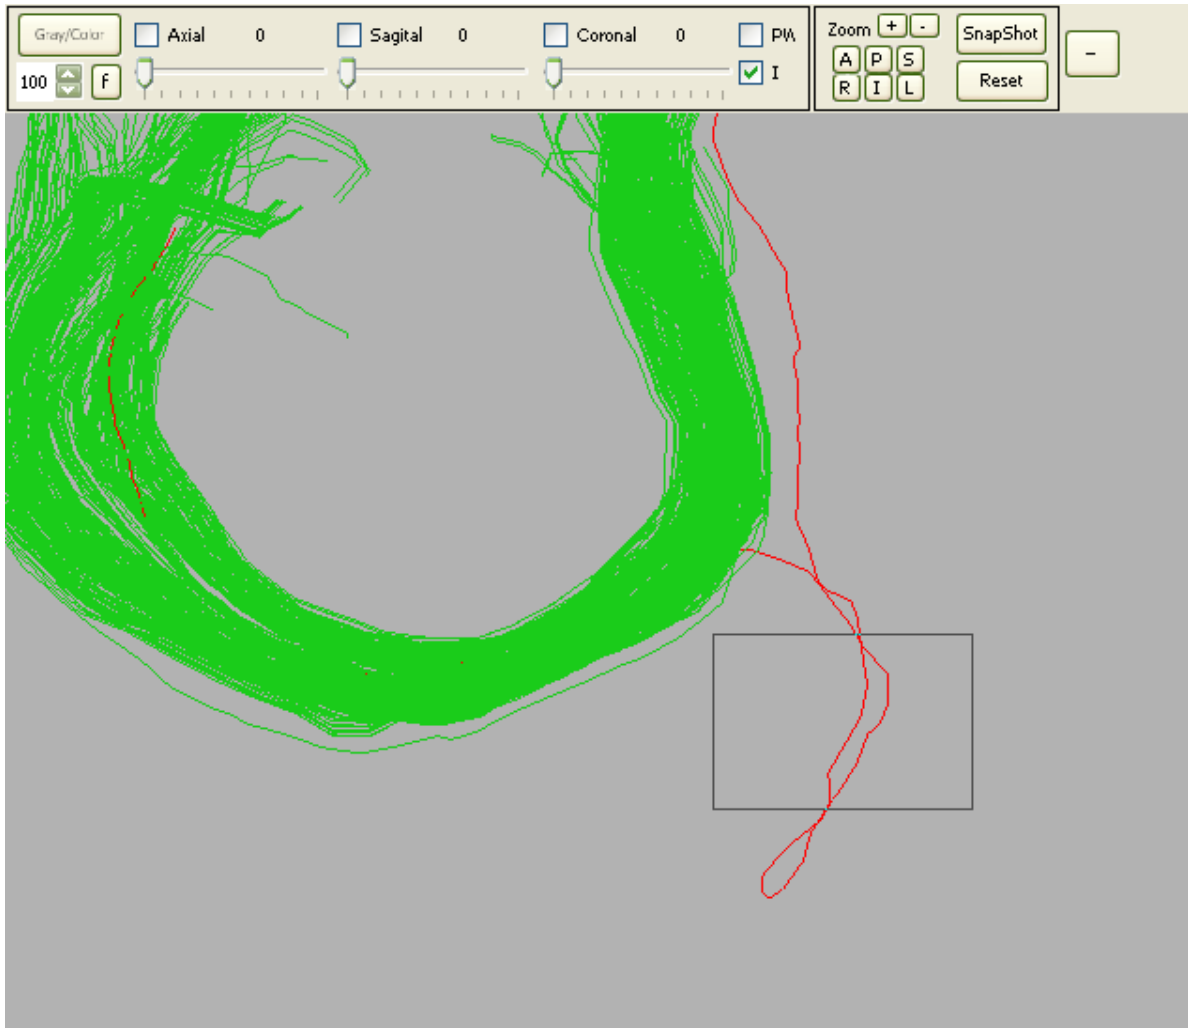 Gray/Color Axial 0 Sagital 0 Coronal 0 PW
100 f I
Zoom + - SnapShot
A P S
R I L Reset
-